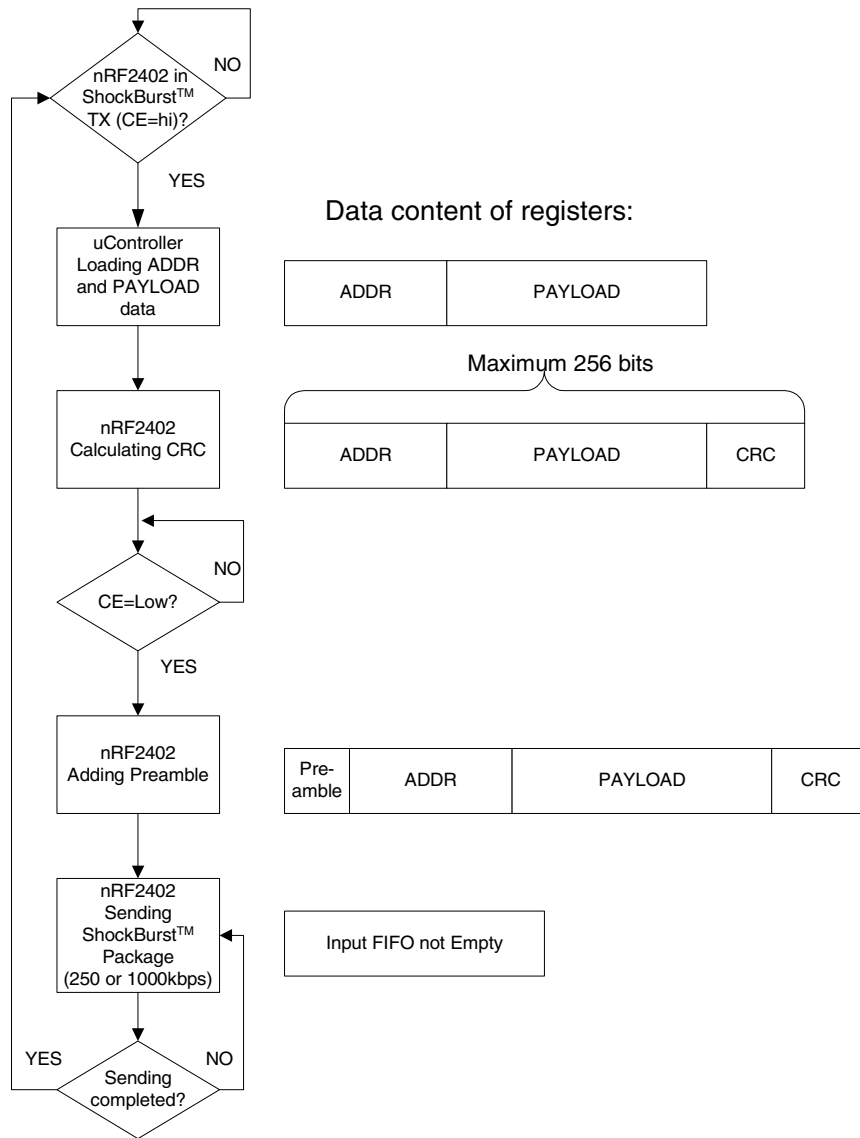 NO
nRF2402 in
ShockBurst™
TX (CE=hi)?
YES
Data content of registers:
uController
Loading ADDR
and PAYLOAD
data
ADDR
PAYLOAD
Maximum 256 bits
nRF2402
Calculating CRC
ADDR
PAYLOAD
CRC
NO
CE=Low?
YES
nRF2402
Adding Preamble
Pre-
amble
ADDR
PAYLOAD
CRC
nRF2402
Sending
ShockBurst™
Package
(250 or 1000kbps)
Input FIFO not Empty
YES
NO
Sending
completed?